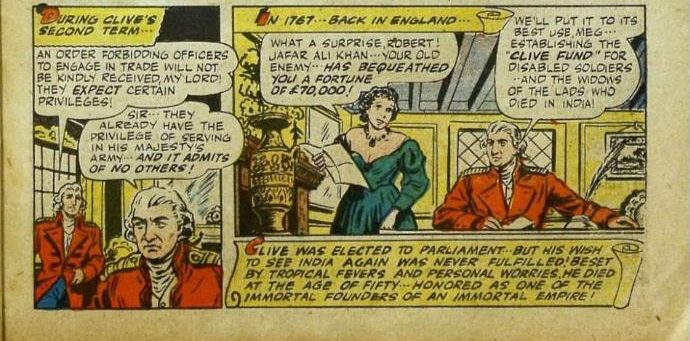 DURING CLIVE'S
SECOND TERM...
AN ORDER FORBIDDING OFFICERS
TO ENGAGE IN TRADE WILL NOT
BE KINDLY RECEIVED, MY LORD!
THEY EXPECT CERTAIN
PRIVILEGES!
SIR... THEY
ALREADY HAVE THE
PRIVILEGE OF SERVING
IN HIS MAJESTY'S
ARMY... AND IT ADMITS
OF NO OTHERS!
IN 1767... BACK IN ENGLAND...
WHAT A SURPRISE, ROBERT!
JAFAR ALI KHAN...YOUR OLD
ENEMY...HAS BEQUEATHED
YOU A FORTUNE
OF £70,000!
WE'LL PUT IT TO ITS
BEST USE, MEG...
ESTABLISHING THE
"CLIVE FUND" FOR
DISABLED SOLDIERS
...AND THE WIDOWS
OF THE LADS WHO
DIED IN INDIA!
CLIVE WAS ELECTED TO PARLIAMENT...BUT HIS WISH
TO SEE INDIA AGAIN WAS NEVER FULFILLED! BESET
BY TROPICAL FEVERS AND PERSONAL WORRIES, HE DIED
AT THE AGE OF FIFTY... HONORED AS ONE OF THE
IMMORTAL FOUNDERS OF AN IMMORTAL EMPIRE!